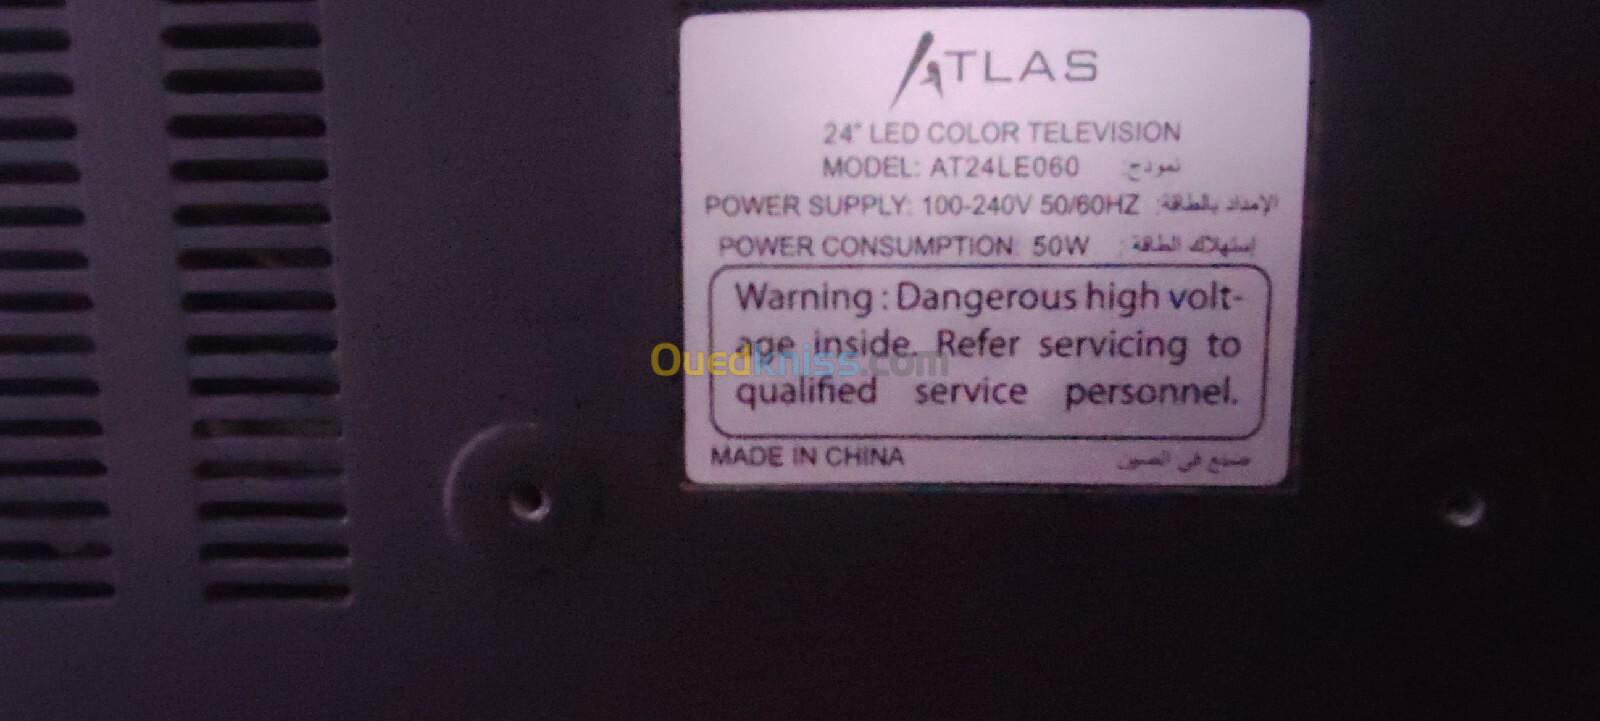 ATLAS
24" LED COLOR TELEVISION
MODEL: AT24LE060 نموذج:
POWER SUPPLY: 100-240V 50/60HZ الإمداد بالطاقة:
POWER CONSUMPTION: 50W إستهلاك الطاقة:
Warning : Dangerous high volt-
age inside. Refer servicing to
Ouedkniss.com
qualified service personnel.
MADE IN CHINA صنع في الصين